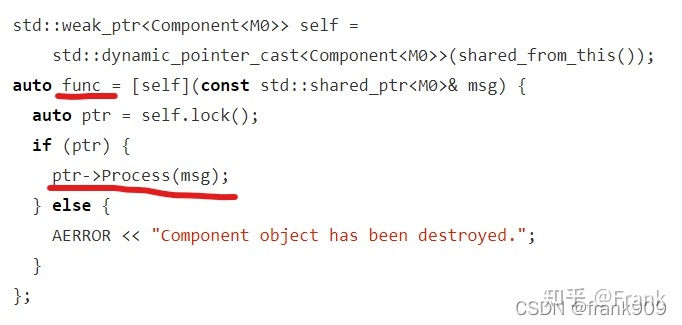 std::weak_ptr<Component<M0>> self =
    std::dynamic_pointer_cast<Component<M0>>(shared_from_this());
auto func = [self](const std::shared_ptr<M0>& msg) {
  auto ptr = self.lock();
  if (ptr) {
    ptr->Process(msg);
  } else {
    AERROR << "Component object has been destroyed.";
  }
};
知乎 @Frank
CSDN @frank909